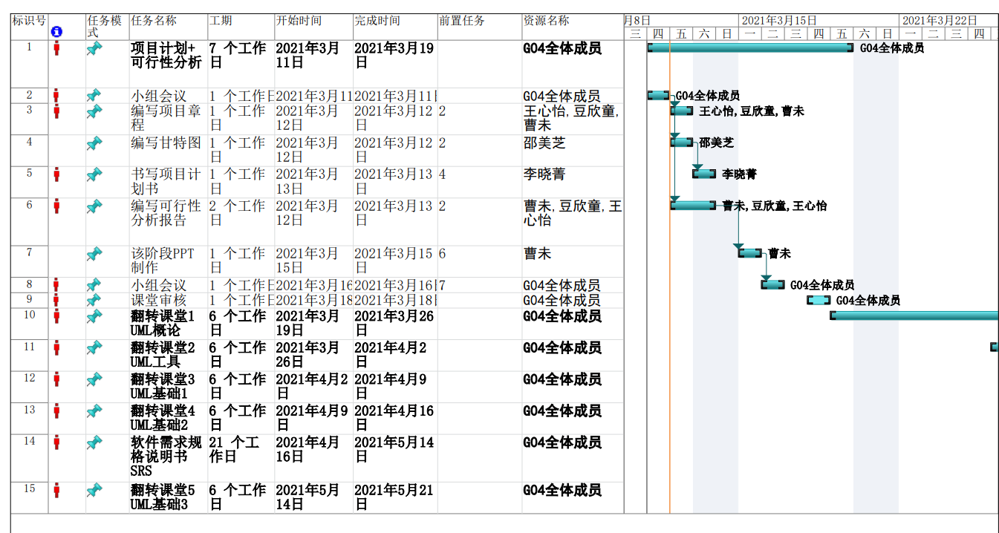 标识号 任务模式 任务名称 工期 开始时间 完成时间 前置任务 资源名称
月8日 2021年3月15日 2021年3月22日
三 四 五 六 日 一 二 三 四 五 六 日 一 二 三 四
1 项目计划+可行性分析 7 个工作日 2021年3月11日 2021年3月19日 G04全体成员 G04全体成员
2 小组会议 1 个工作日 2021年3月11 2021年3月11日 G04全体成员 G04全体成员
3 编写项目章程 1 个工作日 2021年3月12日 2021年3月12日 2 王心怡,豆欣童,曹未 王心怡,豆欣童,曹未
4 编写甘特图 1 个工作日 2021年3月12日 2021年3月12日 2 邵美芝 邵美芝
5 书写项目计划书 1 个工作日 2021年3月13日 2021年3月13日 4 李晓菁 李晓菁
6 编写可行性分析报告 2 个工作日 2021年3月12日 2021年3月13日 2 曹未,豆欣童,王心怡 曹未,豆欣童,王心怡
7 该阶段PPT制作 1 个工作日 2021年3月15日 2021年3月15日 6 曹未 曹未
8 小组会议 1 个工作日 2021年3月16 2021年3月16日 7 G04全体成员 G04全体成员
9 课堂审核 1 个工作日 2021年3月18 2021年3月18日 G04全体成员 G04全体成员
10 翻转课堂1 UML概论 6 个工作日 2021年3月19日 2021年3月26日 G04全体成员
11 翻转课堂2 UML工具 6 个工作日 2021年3月26日 2021年4月2日 G04全体成员
12 翻转课堂3 UML基础1 6 个工作日 2021年4月2日 2021年4月9日 G04全体成员
13 翻转课堂4 UML基础2 6 个工作日 2021年4月9日 2021年4月16日 G04全体成员
14 软件需求规格说明书SRS 21 个工作日 2021年4月16日 2021年5月14日 G04全体成员
15 翻转课堂5 UML基础3 6 个工作日 2021年5月14日 2021年5月21日 G04全体成员